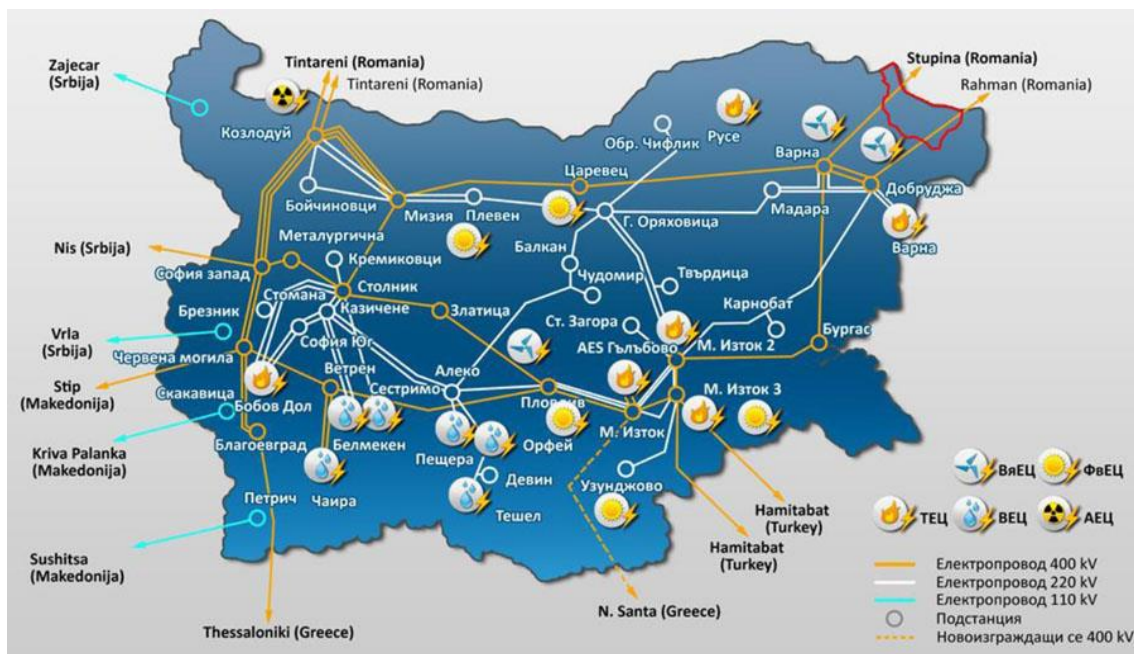 Zajecar
(Srbija)
Tintareni (Romania)
Tintareni (Romania)
Stupina (Romania)
Rahman (Romania)
Козлодуй
Обр. Чифлик
Русе
Варна
Царевец
Добруджа
Бойчиновци
Мизия
Плевен
Г. Оряховица
Мадара
Варна
Металургична
Кремиковци
Балкан
Nis (Srbija)
София запад
Столник
Чудомир
Твърдица
Стомана
Казичене
Златица
Карнобат
Брезник
Ст. Загора
Бургас
Vrla
(Srbija)
София Юг
AES Гълъбово
М. Изток 2
Червена могила
Ветрен
Алеко
Stip
(Makedonija)
Скакавица
Сестримо
Пловдив
М. Изток 3
Бобов Дол
Благоевград
Белмекен
Орфей
М. Изток
Kriva Palanka
(Makedonija)
Пещера
Девин
Узунджово
Петрич
Чаира
Тешел
ВяЕЦ
ФвЕЦ
Hamitabat
(Turkey)
ТЕЦ
ВЕЦ
АЕЦ
Hamitabat
(Turkey)
Sushitsa
(Makedonija)
Електропровод 400 kV
Електропровод 220 kV
Електропровод 110 kV
N. Santa (Greece)
Подстанция
Thessaloniki (Greece)
Новоизграждащи се 400 kV